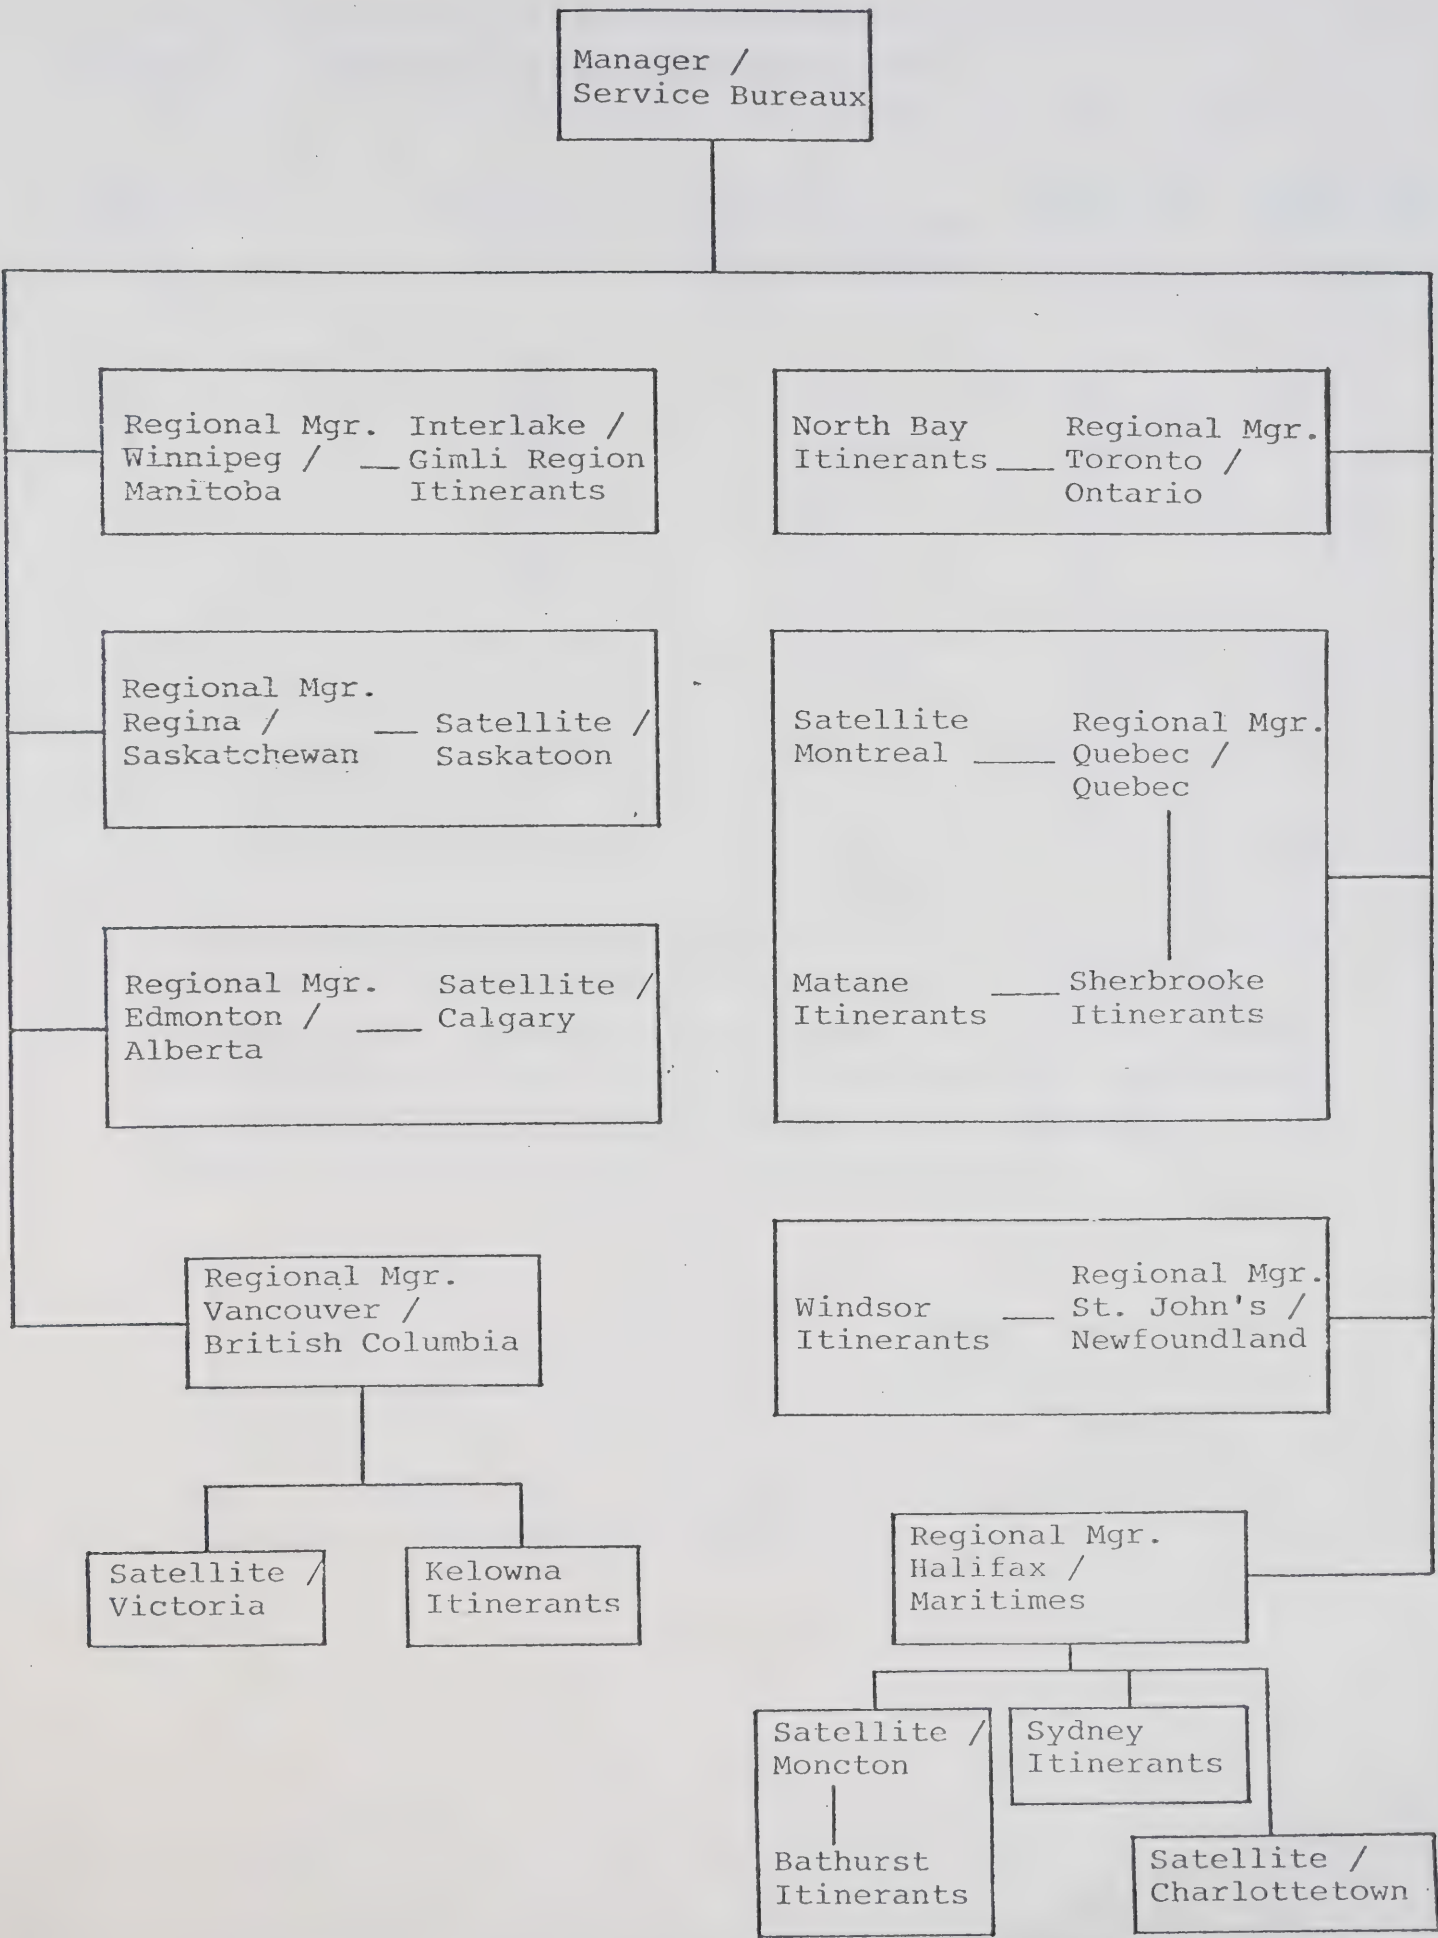 Manager /
Service Bureaux
Regional Mgr.
Winnipeg /
Manitoba
Interlake /
Gimli Region
Itinerants
North Bay
Itinerants
Regional Mgr.
Toronto /
Ontario
Regional Mgr.
Regina /
Saskatchewan
Satellite /
Saskatoon
Satellite
Montreal
Regional Mgr.
Quebec /
Quebec
Matane
Itinerants
Sherbrooke
Itinerants
Regional Mgr.
Edmonton /
Alberta
Satellite /
Calgary
Windsor
Itinerants
Regional Mgr.
St. John's /
Newfoundland
Regional Mgr.
Vancouver /
British Columbia
Satellite /
Victoria
Kelowna
Itinerants
Regional Mgr.
Halifax /
Maritimes
Satellite /
Moncton
Bathurst
Itinerants
Sydney
Itinerants
Satellite /
Charlottetown